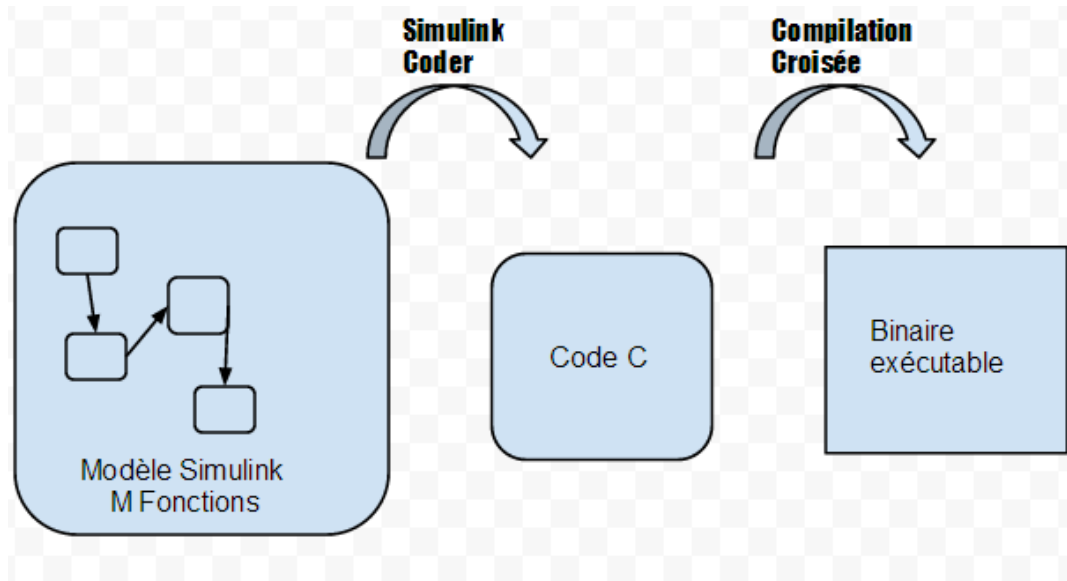 Simulink
Coder
Compilation
Croisée
Modèle Simulink
M Fonctions
Code C
Binaire
exécutable